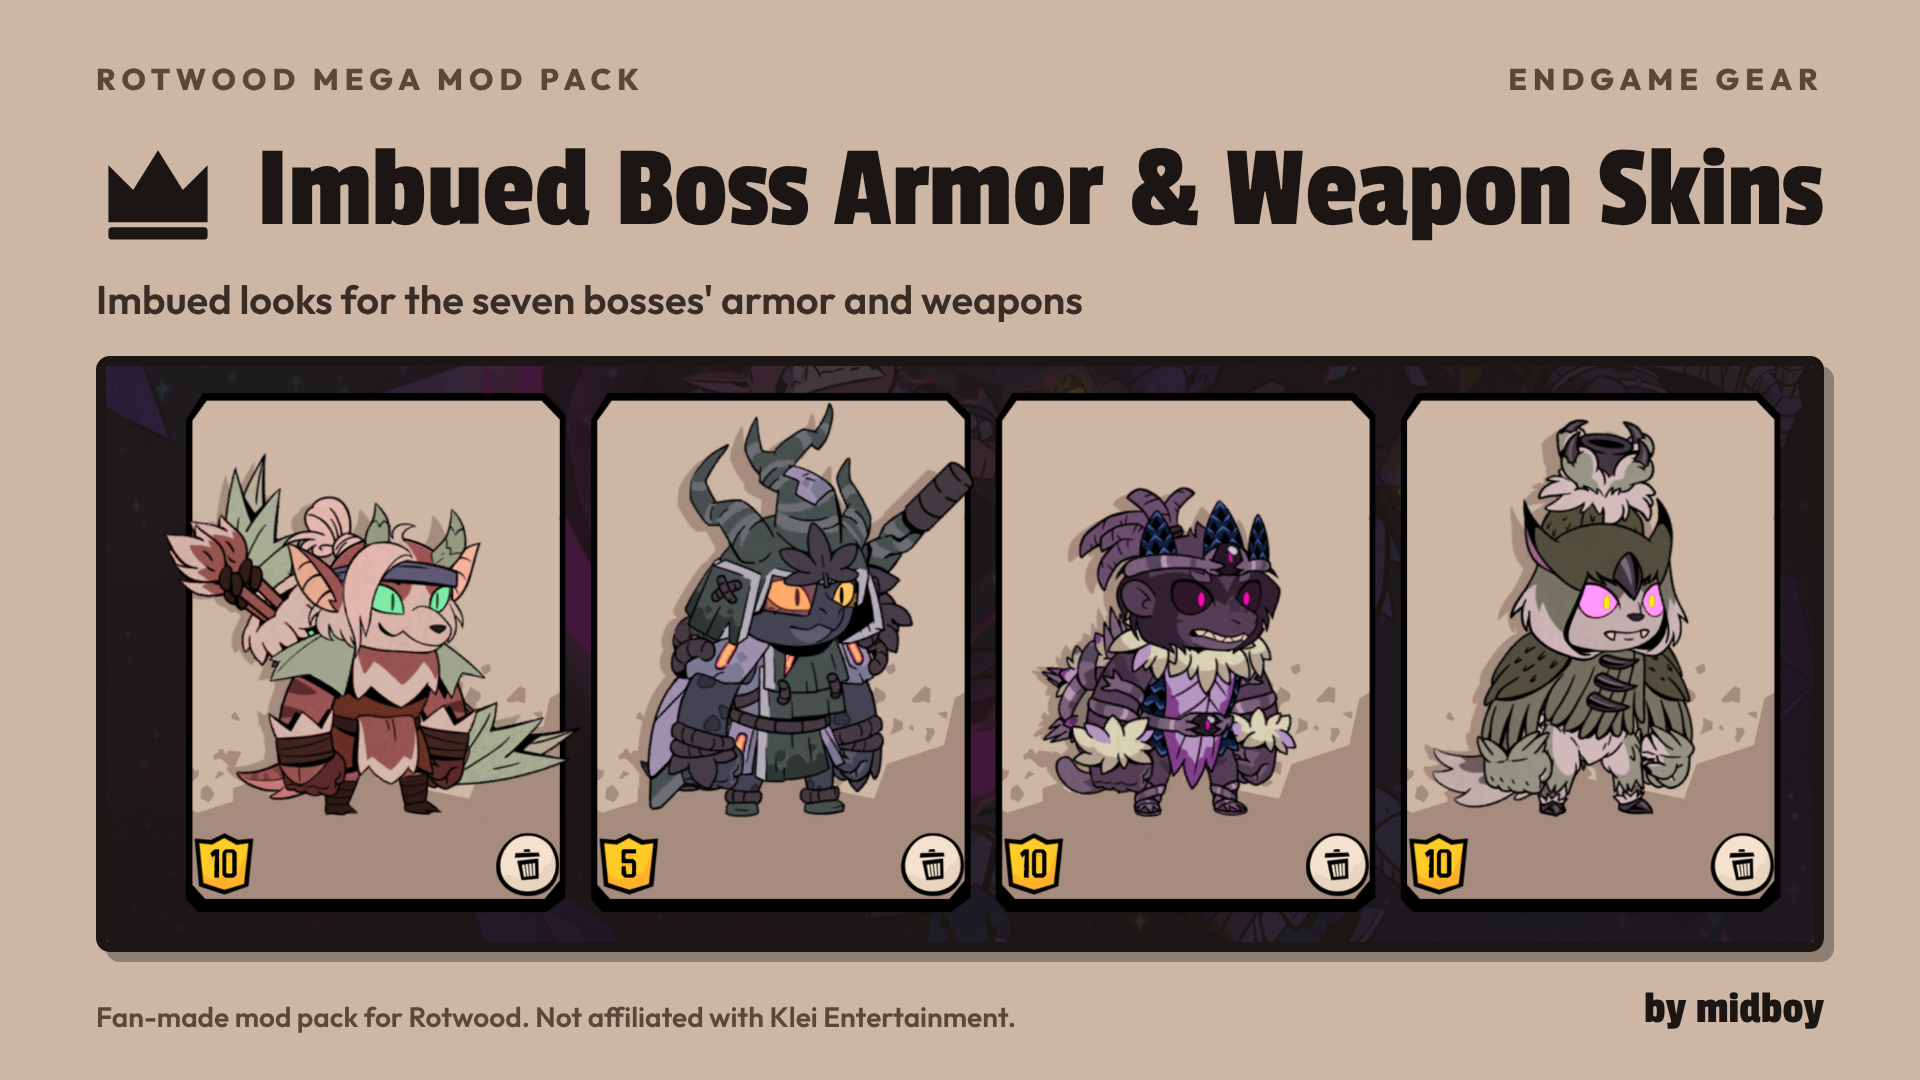 ROTWOOD MEGA MOD PACK
ENDGAME GEAR
Imbued Boss Armor & Weapon Skins
Imbued looks for the seven bosses' armor and weapons
10
5
10
10
Fan-made mod pack for Rotwood. Not affiliated with Klei Entertainment.
by midboy